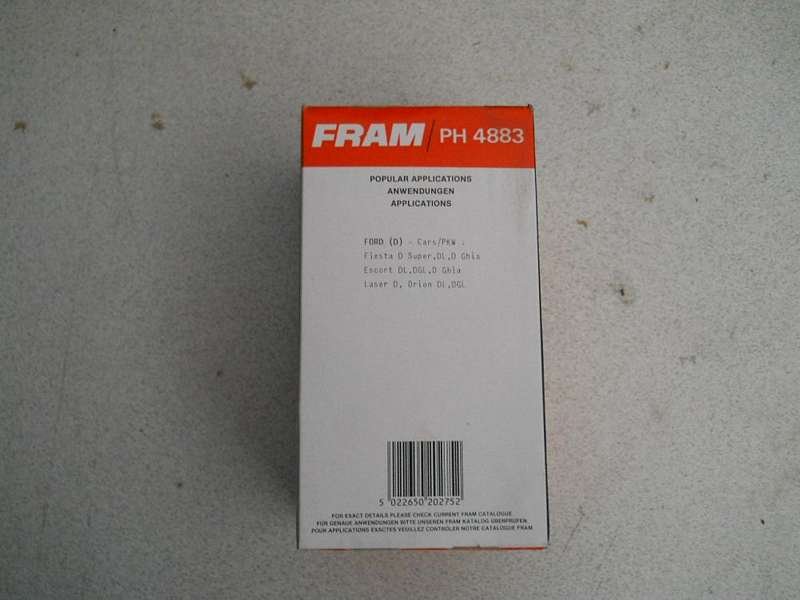 FRAM / PH 4883
POPULAR APPLICATIONS
ANWENDUNGEN
APPLICATIONS
FORD (D) - Cars/PKW :
Fiesta D Super,DL,D Ghia
Escort DL,DGL,D Ghia
Laser D, Orion DL,DGL
5 022650 202752
FOR EXACT DETAILS PLEASE CHECK CURRENT FRAM CATALOGUE
FÜR GENAUE ANWENDUNGEN BITTE UNSEREN FRAM KATALOG ÜBERPRÜFEN
POUR APPLICATIONS EXACTES VEUILLEZ CONTROLER NOTRE CATALOGUE FRAM